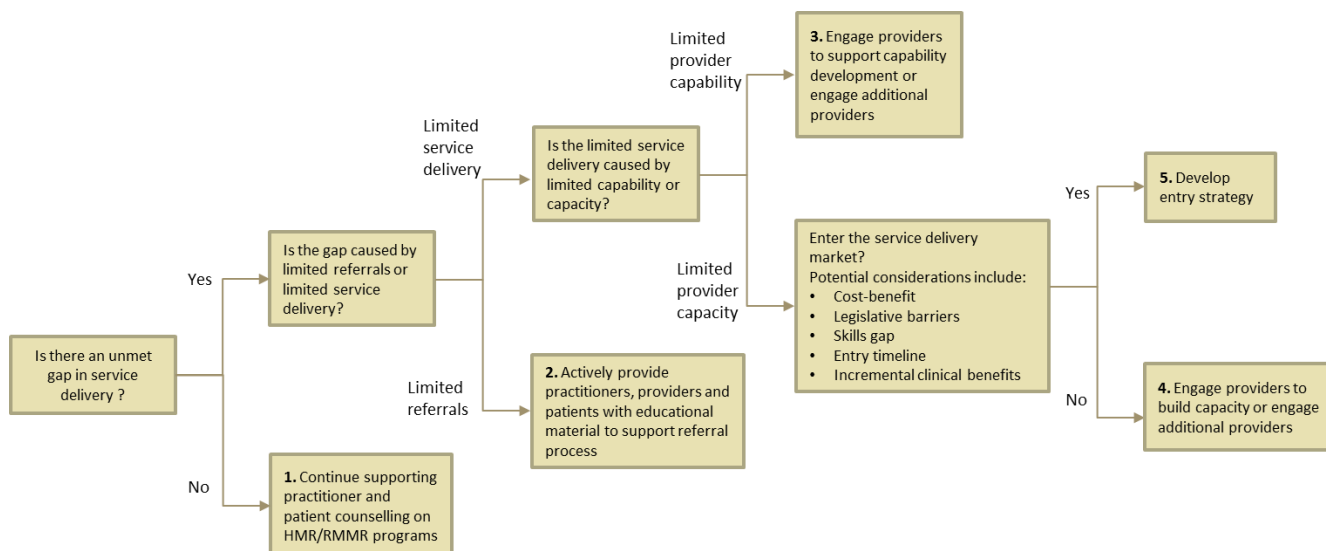 Limited
provider
capability
3. Engage providers
to support capability
development or
engage additional
providers
Limited
service
delivery
Is the limited service
delivery caused by
limited capability or
capacity?
Yes
5. Develop
entry strategy
Enter the service delivery
market?
Potential considerations include:
• Cost-benefit
• Legislative barriers
• Skills gap
• Entry timeline
• Incremental clinical benefits
Yes
Is the gap caused by
limited referrals or
limited service
delivery?
Limited
provider
capacity
Is there an unmet
gap in service
delivery ?
Limited
referrals
2. Actively provide
practitioners, providers and
patients with educational
material to support referral
process
No
4. Engage providers to
build capacity or engage
additional providers
No
1. Continue supporting
practitioner and
patient counselling on
HMR/RMMR programs